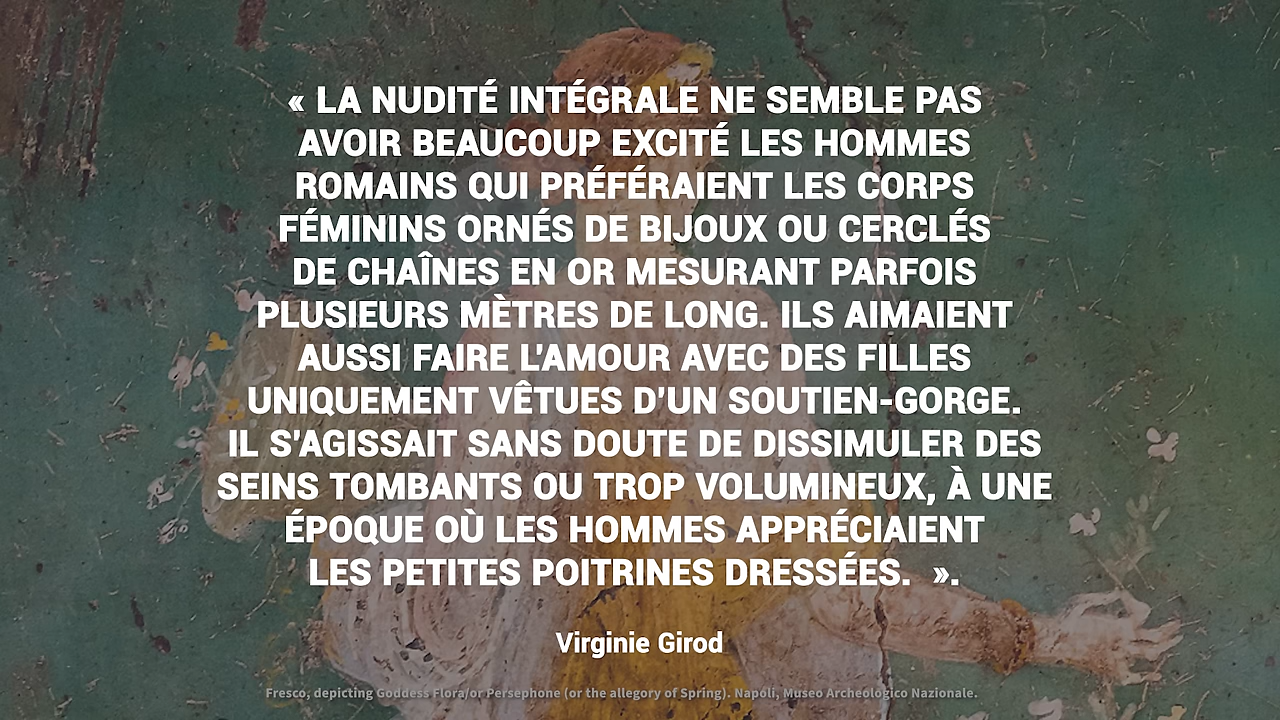 « LA NUDITÉ INTÉGRALE NE SEMBLE PAS
AVOIR BEAUCOUP EXCITÉ LES HOMMES
ROMAINS QUI PRÉFÉRAIENT LES CORPS
FÉMININS ORNÉS DE BIJOUX OU CERCLÉS
DE CHAÎNES EN OR MESURANT PARFOIS
PLUSIEURS MÈTRES DE LONG. ILS AIMAIENT
AUSSI FAIRE L'AMOUR AVEC DES FILLES
UNIQUEMENT VÊTUES D’UN SOUTIEN-GORGE.
IL S'AGISSAIT SANS DOUTE DE DISSIMULER DES
SEINS TOMBANTS OU TROP VOLUMINEUX, À UNE
ÉPOQUE OÙ LES HOMMES APPRÉCIAIENT
LES PETITES POITRINES DRESSÉES.  ».
Virginie Girod
Fresco, depicting Goddess Flora/or Persephone (or the allegory of Spring). Napoli, Museo Archeologico Nazionale.